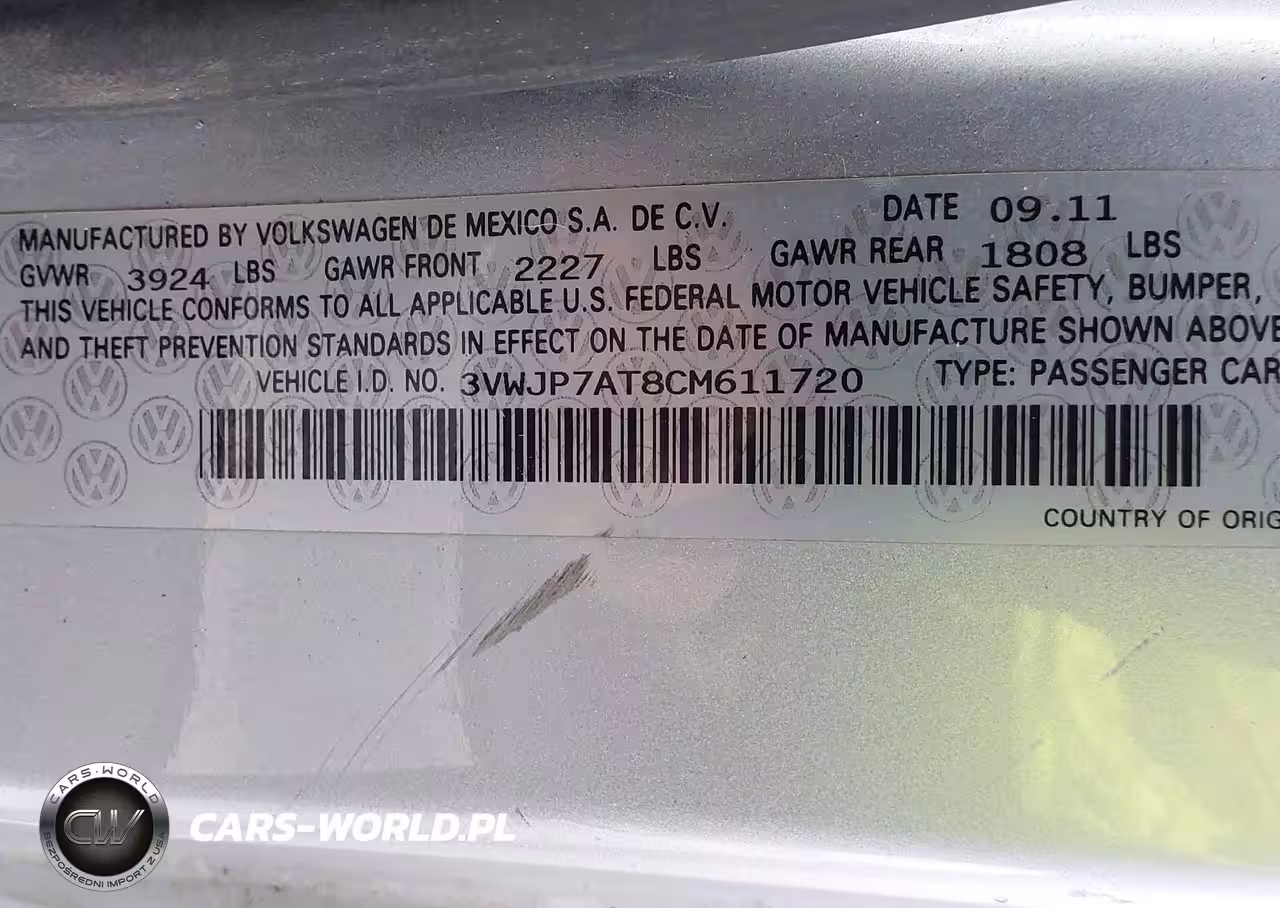 MANUFACTURED BY VOLKSWAGEN DE MEXICO S.A. DE C.V. DATE 09.11
GVWR 3924 LBS GAWR FRONT 2227 LBS GAWR REAR 1808 LBS
THIS VEHICLE CONFORMS TO ALL APPLICABLE U.S. FEDERAL MOTOR VEHICLE SAFETY, BUMPER,
AND THEFT PREVENTION STANDARDS IN EFFECT ON THE DATE OF MANUFACTURE SHOWN ABOVE
VEHICLE I.D. NO. 3VWJP7AT8CM611720 TYPE: PASSENGER CAR
COUNTRY OF ORIG
CARS-WORLD
CW
BEZPOŚREDNI IMPORT Z USA
CARS-WORLD.PL